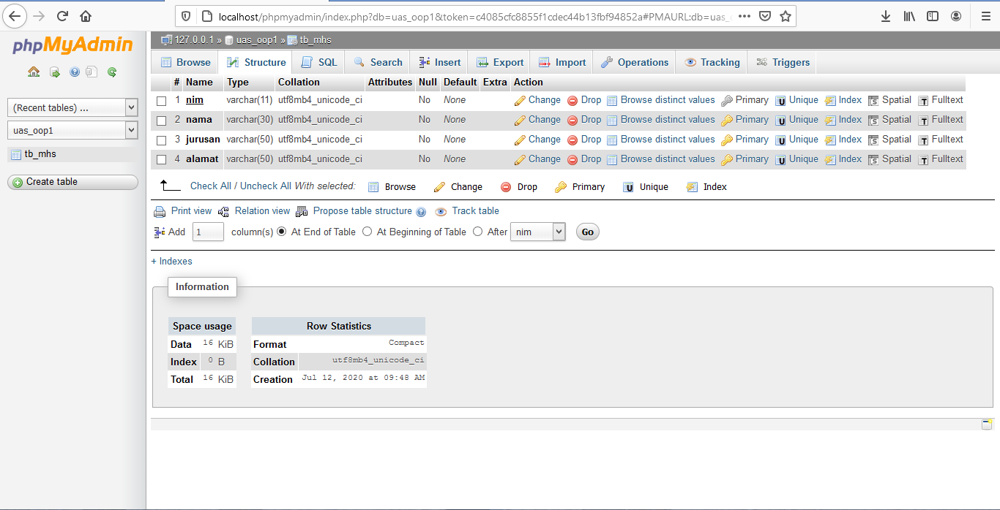 localhost/phpmyadmin/index.php?db=uas_oop1&token=c4085cfc8855f1cdec44b13fbf94852a#PMAURL:db=uas_
phpMyAdmin
(Recent tables) ...
uas_oop1
tb_mhs
Create table
127.0.0.1 » uas_oop1 » tb_mhs
Browse Structure SQL Search Insert Export Import Operations Tracking Triggers
# Name Type Collation Attributes Null Default Extra Action
1 nim varchar(11) utf8mb4_unicode_ci No None Change Drop Browse distinct values Primary U Unique Index S Spatial T Fulltext
2 nama varchar(30) utf8mb4_unicode_ci No None Change Drop Browse distinct values Primary U Unique Index S Spatial T Fulltext
3 jurusan varchar(50) utf8mb4_unicode_ci No None Change Drop Browse distinct values Primary U Unique Index S Spatial T Fulltext
4 alamat varchar(50) utf8mb4_unicode_ci No None Change Drop Browse distinct values Primary U Unique Index S Spatial T Fulltext
Check All / Uncheck All With selected: Browse Change Drop Primary U Unique Index
Print view Relation view Propose table structure Track table
Add 1 column(s) At End of Table At Beginning of Table After nim Go
+ Indexes
Information
Space usage
Data 16 KiB
Index 0 B
Total 16 KiB
Row Statistics
Format Compact
Collation utf8mb4_unicode_ci
Creation Jul 12, 2020 at 09:48 AM